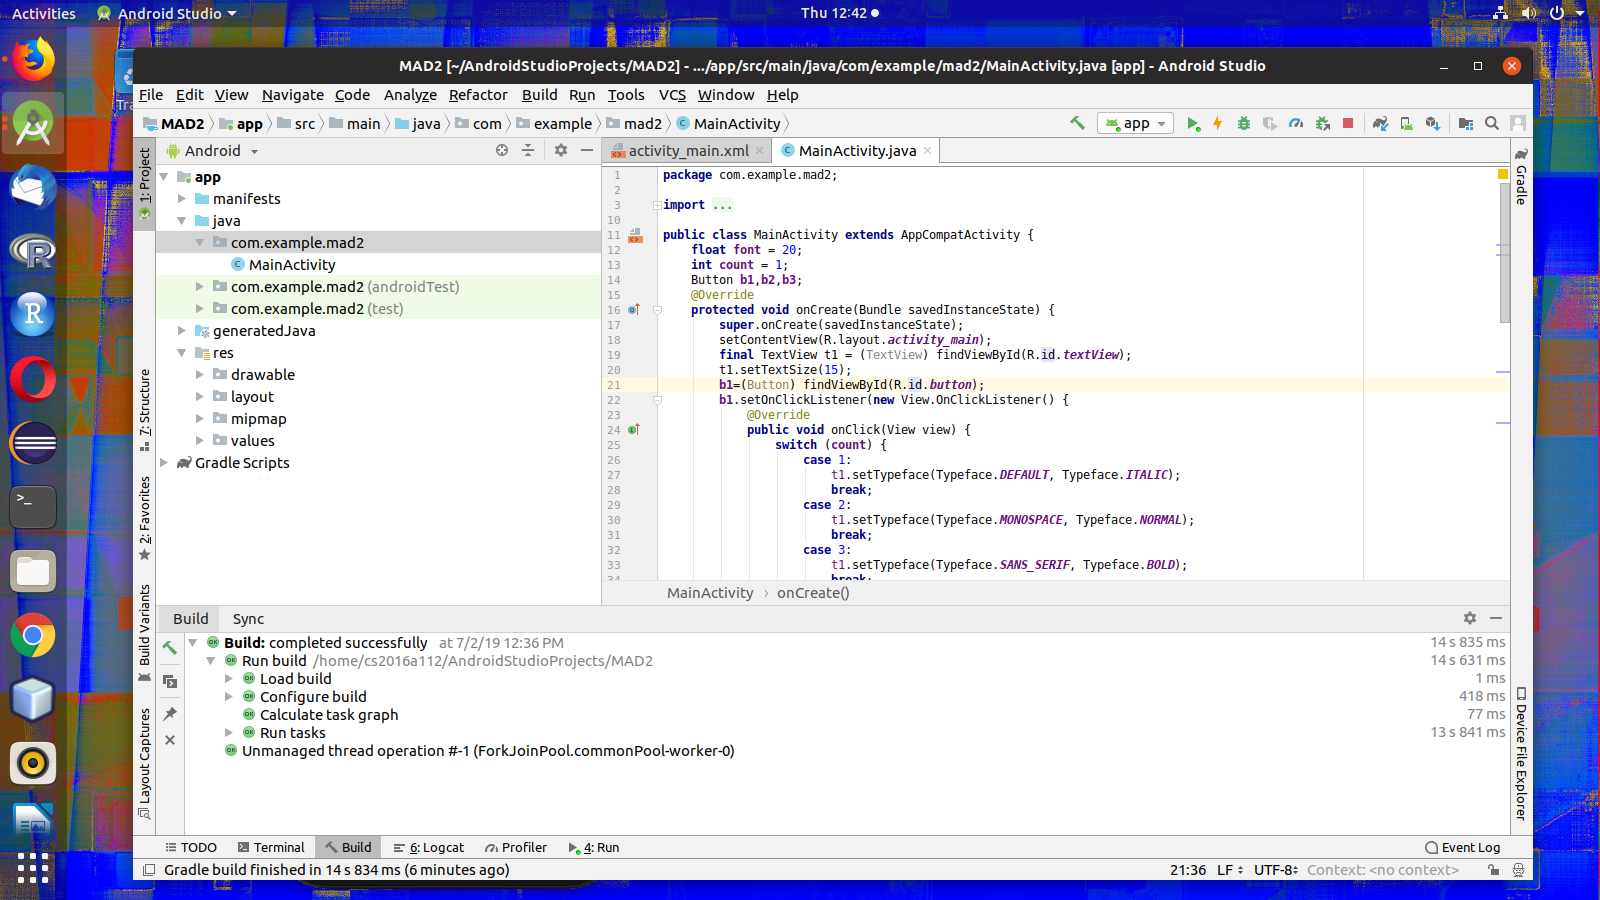 Activities Android Studio Thu 12:42
MAD2 [~/AndroidStudioProjects/MAD2] - .../app/src/main/java/com/example/mad2/MainActivity.java [app] - Android Studio
File Edit View Navigate Code Analyze Refactor Build Run Tools VCS Window Help
MAD2 app src main java com example mad2 MainActivity app
Android
activity_main.xml MainActivity.java
1: Project
7: Structure
2: Favorites
Build Variants
Layout Captures
app
manifests
java
com.example.mad2
MainActivity
com.example.mad2 (androidTest)
com.example.mad2 (test)
generatedJava
res
drawable
layout
mipmap
values
Gradle Scripts
1 package com.example.mad2;
2
3 import ...
10
11 public class MainActivity extends AppCompatActivity {
12 float font = 20;
13 int count = 1;
14 Button b1,b2,b3;
15 @Override
16 protected void onCreate(Bundle savedInstanceState) {
17 super.onCreate(savedInstanceState);
18 setContentView(R.layout.activity_main);
19 final TextView t1 = (TextView) findViewById(R.id.textView);
20 t1.setTextSize(15);
21 b1=(Button) findViewById(R.id.button);
22 b1.setOnClickListener(new View.OnClickListener() {
23 @Override
24 public void onClick(View view) {
25 switch (count) {
26 case 1:
27 t1.setTypeface(Typeface.DEFAULT, Typeface.ITALIC);
28 break;
29 case 2:
30 t1.setTypeface(Typeface.MONOSPACE, Typeface.NORMAL);
31 break;
32 case 3:
33 t1.setTypeface(Typeface.SANS_SERIF, Typeface.BOLD);
34 break;
MainActivity › onCreate()
Gradle
Device File Explorer
Build Sync
Build: completed successfully at 7/2/19 12:36 PM 14 s 835 ms
Run build /home/cs2016a112/AndroidStudioProjects/MAD2 14 s 631 ms
Load build 1 ms
Configure build 418 ms
Calculate task graph 77 ms
Run tasks 13 s 841 ms
Unmanaged thread operation #-1 (ForkJoinPool.commonPool-worker-0)
TODO Terminal Build 6: Logcat Profiler 4: Run Event Log
Gradle build finished in 14 s 834 ms (6 minutes ago) 21:36 LF UTF-8 Context: <no context>